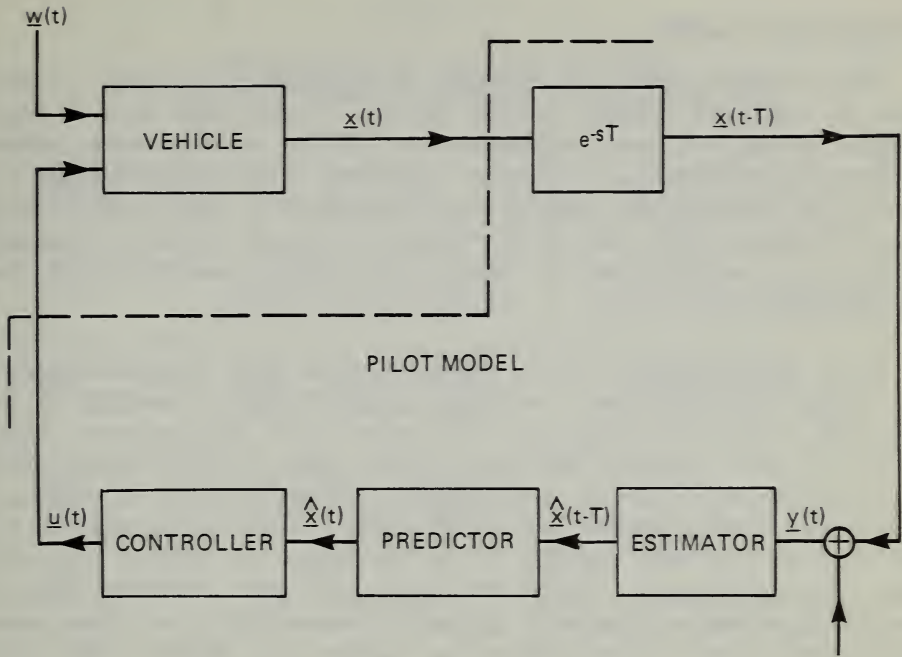 w(t)
VEHICLE
x(t)
e-sT
x(t-T)
PILOT MODEL
u(t)
CONTROLLER
x̂(t)
PREDICTOR
x̂(t-T)
ESTIMATOR
y(t)
+